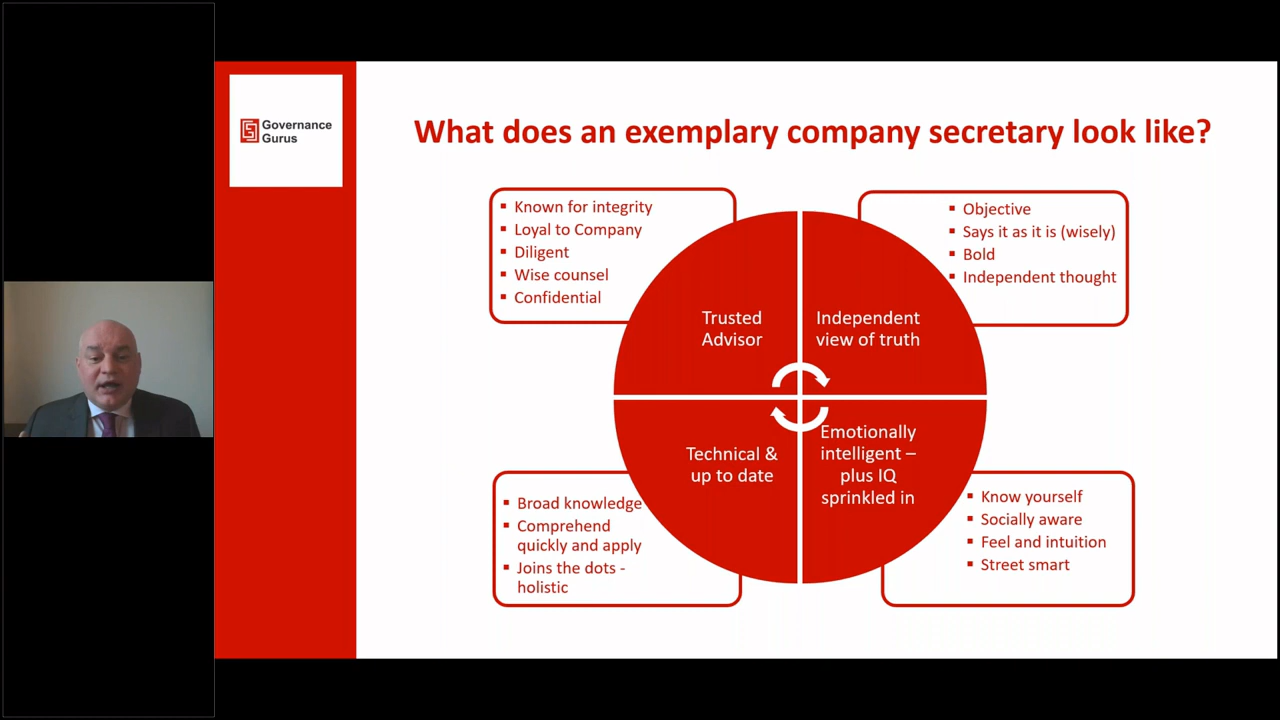 Governance
Gurus
What does an exemplary company secretary look like?
▪ Known for integrity
▪ Loyal to Company
▪ Diligent
▪ Wise counsel
▪ Confidential
▪ Objective
▪ Says it as it is (wisely)
▪ Bold
▪ Independent thought
Trusted
Advisor
Independent
view of truth
Technical &
up to date
Emotionally
intelligent –
plus IQ
sprinkled in
▪ Broad knowledge
▪ Comprehend
quickly and apply
▪ Joins the dots -
holistic
▪ Know yourself
▪ Socially aware
▪ Feel and intuition
▪ Street smart